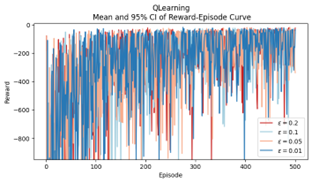 QLearning
Mean and 95% CI of Reward-Episode Curve
Reward
0
−200
−400
−600
−800
0
100
200
300
400
500
Episode
ε = 0.2
ε = 0.1
ε = 0.05
ε = 0.01